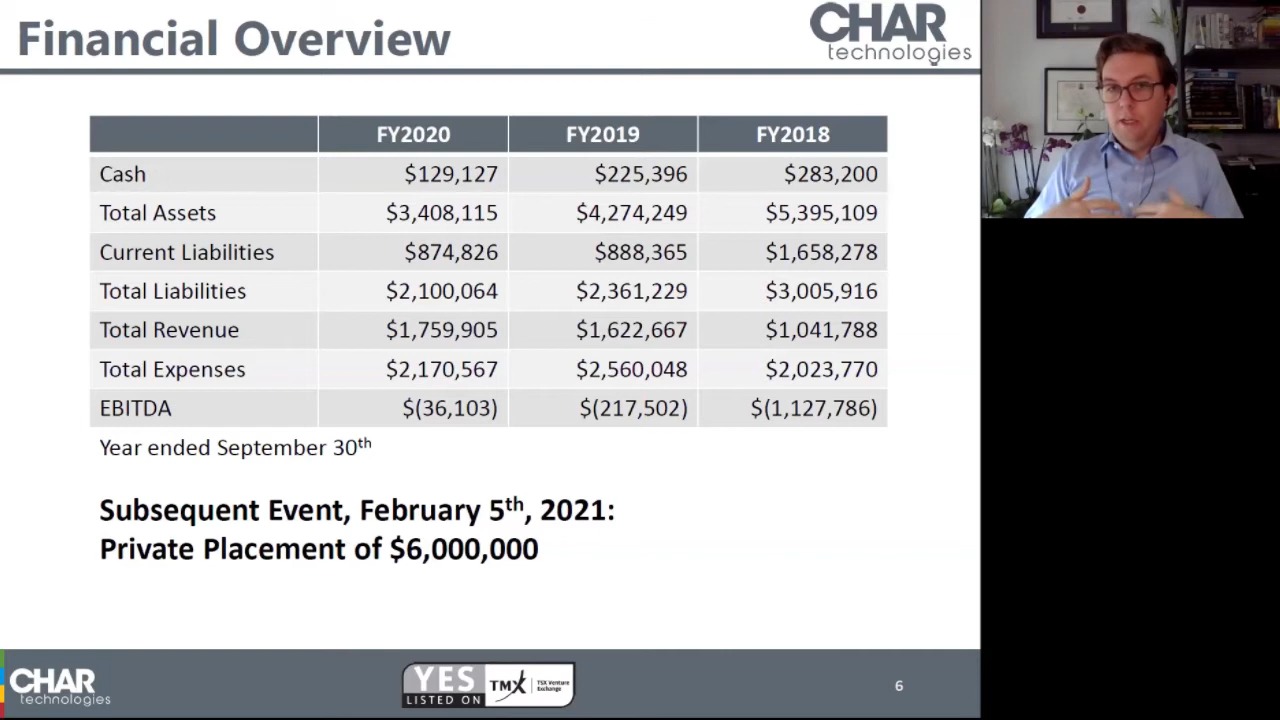 Financial Overview
CHAR
technologies
FY2020 FY2019 FY2018
Cash $129,127 $225,396 $283,200
Total Assets $3,408,115 $4,274,249 $5,395,109
Current Liabilities $874,826 $888,365 $1,658,278
Total Liabilities $2,100,064 $2,361,229 $3,005,916
Total Revenue $1,759,905 $1,622,667 $1,041,788
Total Expenses $2,170,567 $2,560,048 $2,023,770
EBITDA $(36,103) $(217,502) $(1,127,786)
Year ended September 30th
Subsequent Event, February 5th, 2021:
Private Placement of $6,000,000
CHAR
technologies
YES
LISTED ON
TMX
TSX Venture
Exchange
6